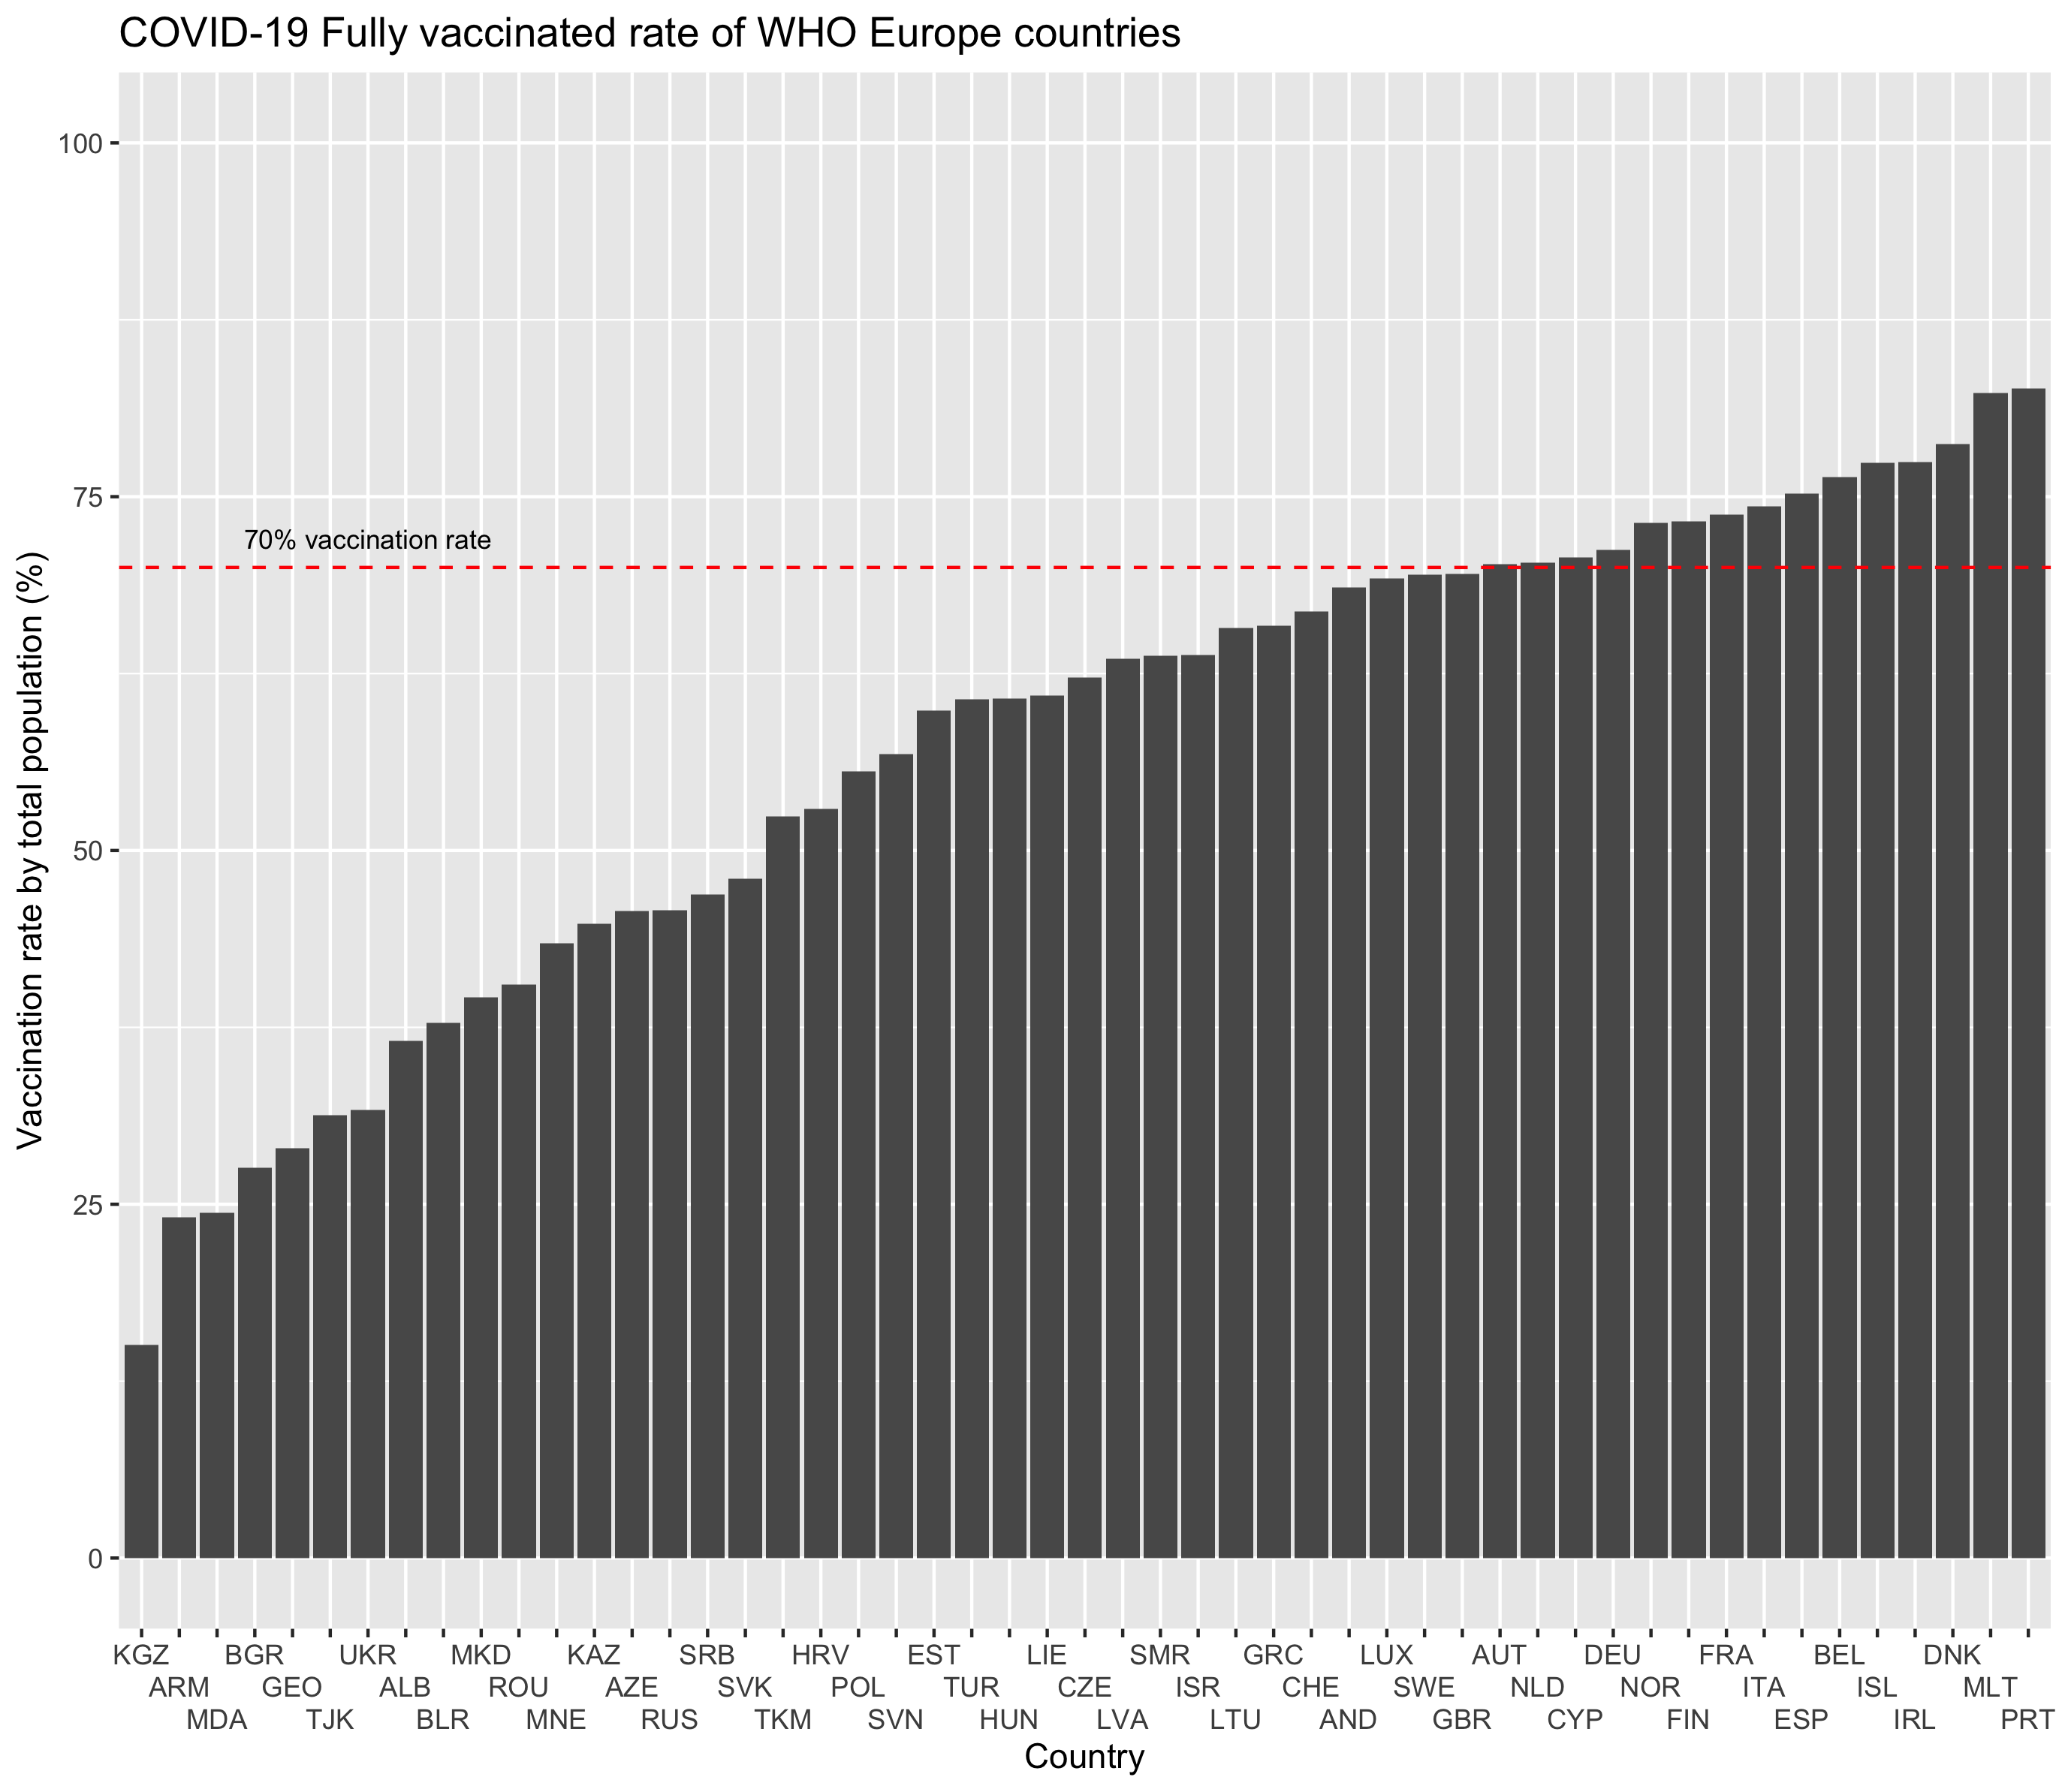 COVID-19 Fully vaccinated rate of WHO Europe countries
Vaccination rate by total population (%)
100
75
70% vaccination rate
50
25
0
KGZ BGR UKR MKD KAZ SRB HRV EST LIE SMR GRC LUX AUT DEU FRA BEL DNK
ARM GEO ALB ROU AZE SVK POL TUR CZE ISR CHE SWE NLD NOR ITA ISL MLT
MDA TJK BLR MNE RUS TKM SVN HUN LVA LTU AND GBR CYP FIN ESP IRL PRT
Country